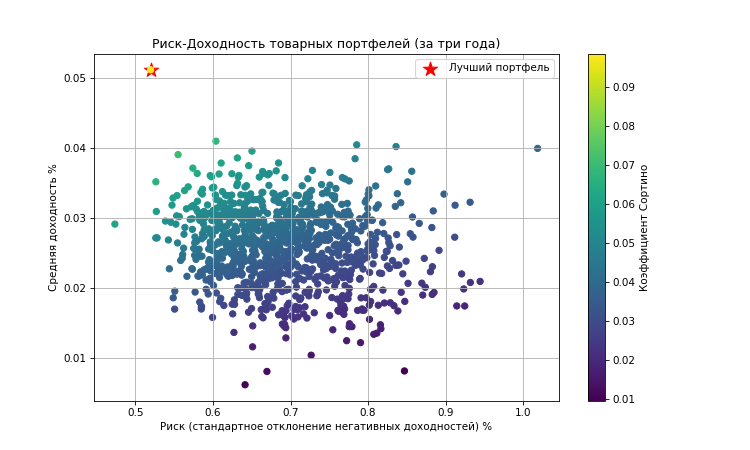 Риск-Доходность товарных портфелей (за три года)
Лучший портфель
Средняя доходность %
0.05
0.04
0.03
0.02
0.01
0.5 0.6 0.7 0.8 0.9 1.0
Риск (стандартное отклонение негативных доходностей) %
0.09
0.08
0.07
0.06
0.05
0.04
0.03
0.02
0.01
Коэффициент Сортино